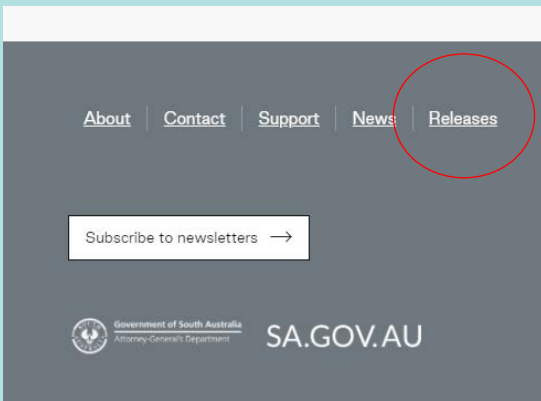 About Contact Support News Releases
Subscribe to newsletters →
Government of South Australia
Attorney-General's Department
SA.GOV.AU